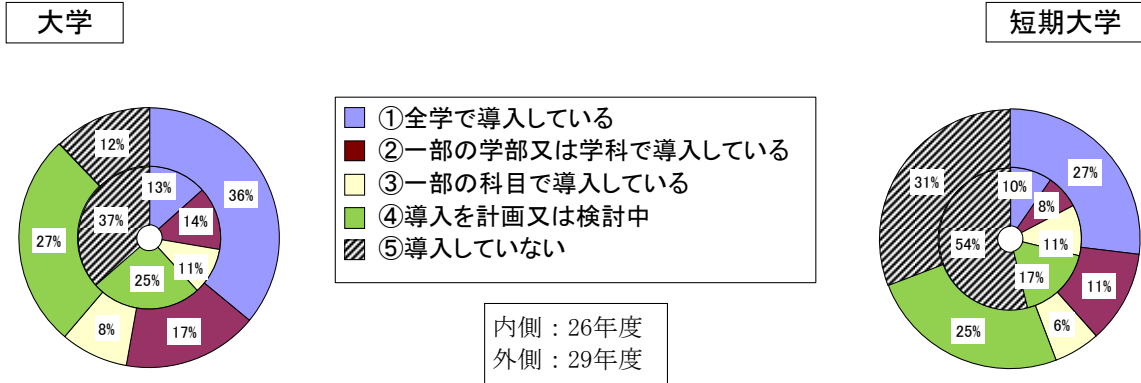 大学
短期大学
①全学で導入している
②一部の学部又は学科で導入している
③一部の科目で導入している
④導入を計画又は検討中
⑤導入していない
内側：26年度
外側：29年度
12%
13%
36%
37%
14%
27%
11%
25%
8%
17%
31%
10%
27%
8%
54%
11%
17%
11%
25%
6%